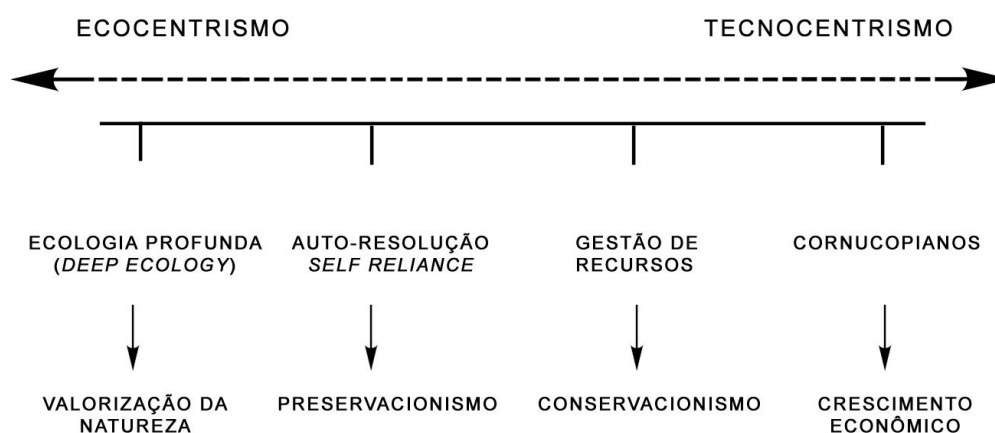 ECOCENTRISMO
TECNOCENTRISMO
ECOLOGIA PROFUNDA
(DEEP ECOLOGY)
AUTO-RESOLUÇÃO
SELF RELIANCE
GESTÃO DE
RECURSOS
CORNUCOPIANOS
VALORIZAÇÃO DA
NATUREZA
PRESERVACIONISMO
CONSERVACIONISMO
CRESCIMENTO
ECONÔMICO